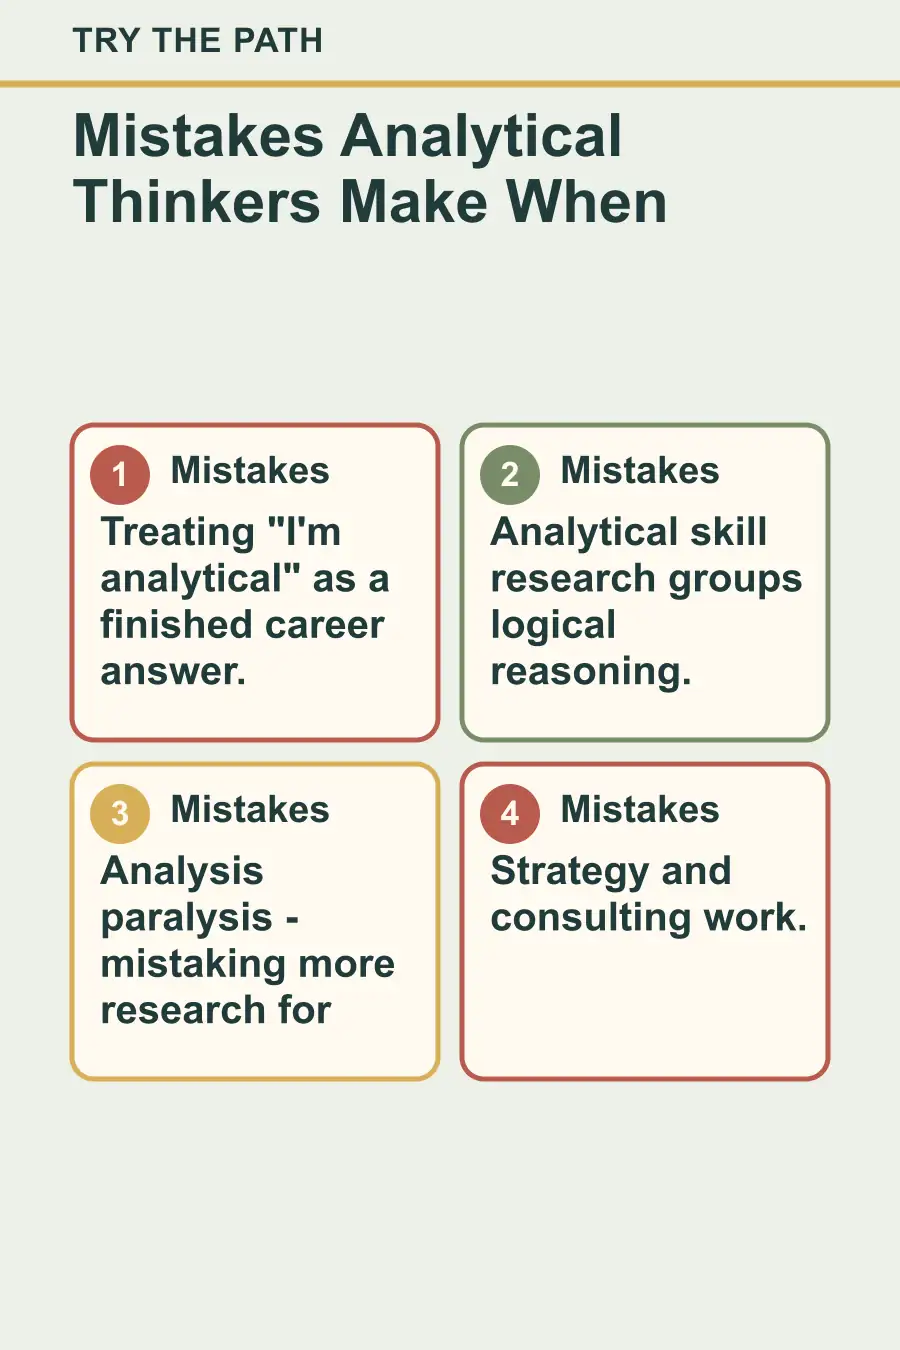 TRY THE PATH
Mistakes Analytical
Thinkers Make When
1 Mistakes
Treating "I'm
analytical" as a
finished career
answer.
2 Mistakes
Analytical skill
research groups
logical
reasoning.
3 Mistakes
Analysis
paralysis -
mistaking more
research for
4 Mistakes
Strategy and
consulting work.